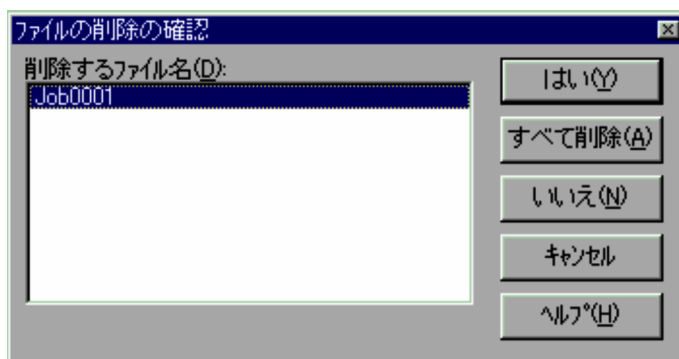 ファイルの削除の確認
削除するファイル名(D):
Job0001
はい(Y)
すべて削除(A)
いいえ(N)
キャンセル
ヘルプ(H)